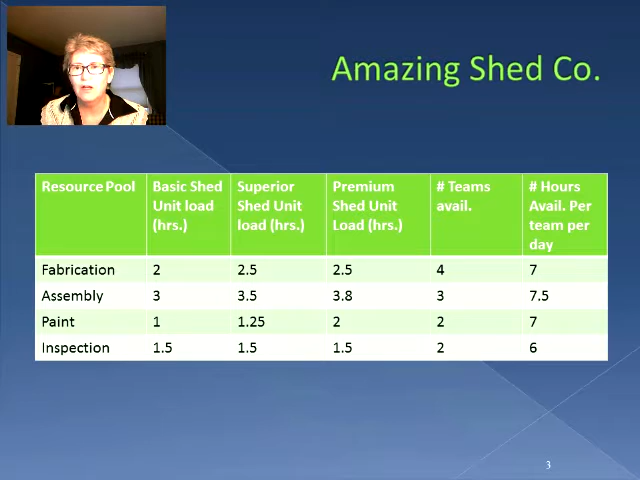 Amazing Shed Co.
Resource Pool | Basic Shed Unit load (hrs.) | Superior Shed Unit load (hrs.) | Premium Shed Unit Load (hrs.) | # Teams avail. | # Hours Avail. Per team per day
Fabrication | 2 | 2.5 | 2.5 | 4 | 7
Assembly | 3 | 3.5 | 3.8 | 3 | 7.5
Paint | 1 | 1.25 | 2 | 2 | 7
Inspection | 1.5 | 1.5 | 1.5 | 2 | 6
3